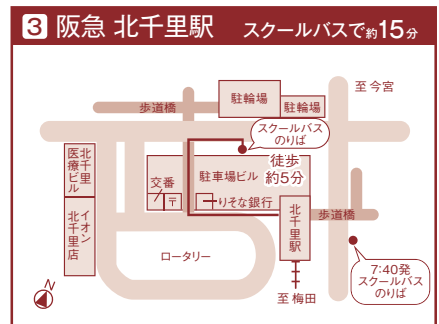 3 阪急 北千里駅 スクールバスで約15分
至今宮
駐輪場
駐輪場
歩道橋
スクールバス
のりば
北千里
医療ビル
徒歩
約5分
駐車場ビル
交番
〒
りそな銀行
イオン
北千里店
北千里駅
歩道橋
ロータリー
7:40発
スクールバス
のりば
N
至梅田